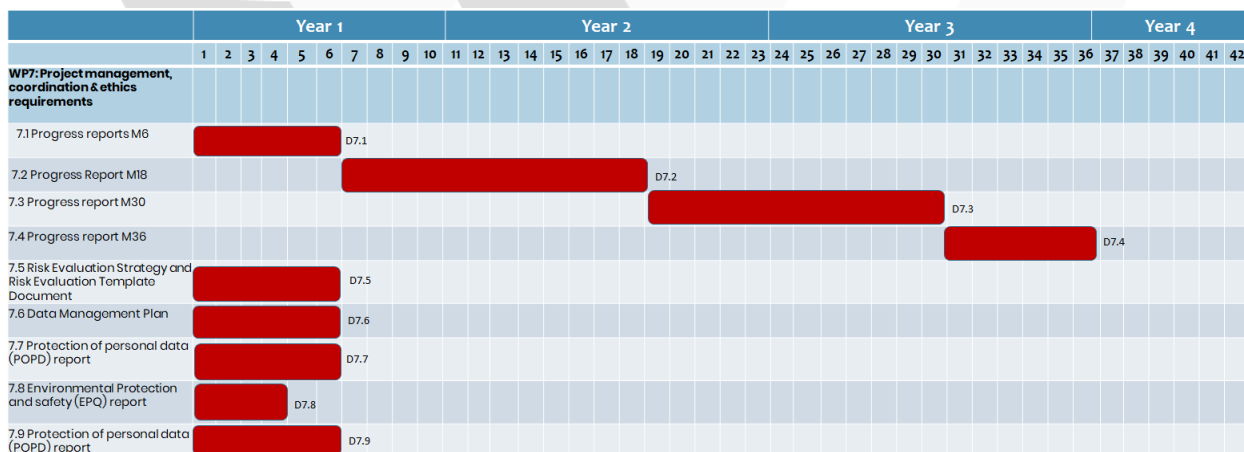 Year 1 Year 2 Year 3 Year 4
1 2 3 4 5 6 7 8 9 10 11 12 13 14 15 16 17 18 19 20 21 22 23 24 25 26 27 28 29 30 31 32 33 34 35 36 37 38 39 40 41 42
WP7: Project management,
coordination & ethics
requirements
7.1 Progress reports M6
D7.1
7.2 Progress Report M18
D7.2
7.3 Progress report M30
D7.3
7.4 Progress report M36
D7.4
7.5 Risk Evaluation Strategy and
Risk Evaluation Template
Document
D7.5
7.6 Data Management Plan
D7.6
7.7 Protection of personal data
(POPD) report
D7.7
7.8 Environmental Protection
and safety (EPQ) report
D7.8
7.9 Protection of personal data
(POPD) report
D7.9